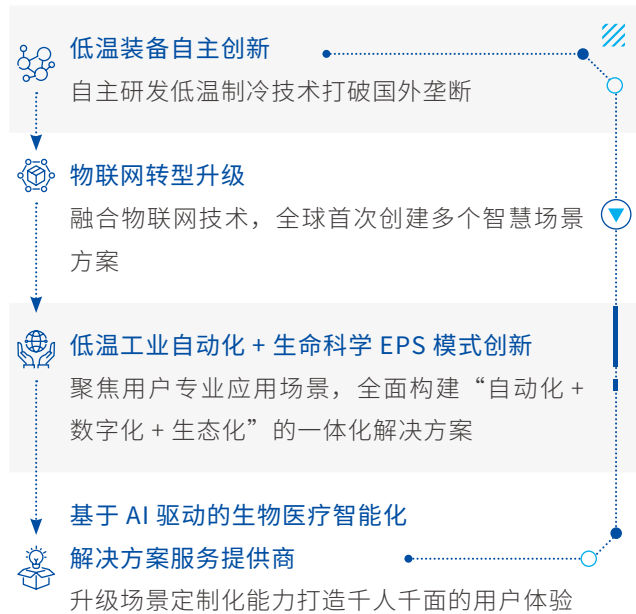 低温装备自主创新
自主研发低温制冷技术打破国外垄断
物联网转型升级
融合物联网技术，全球首次创建多个智慧场景
方案
低温工业自动化 + 生命科学 EPS 模式创新
聚焦用户专业应用场景，全面构建“自动化 +
数字化 + 生态化”的一体化解决方案
基于 AI 驱动的生物医疗智能化
解决方案服务提供商
升级场景定制化能力打造千人千面的用户体验